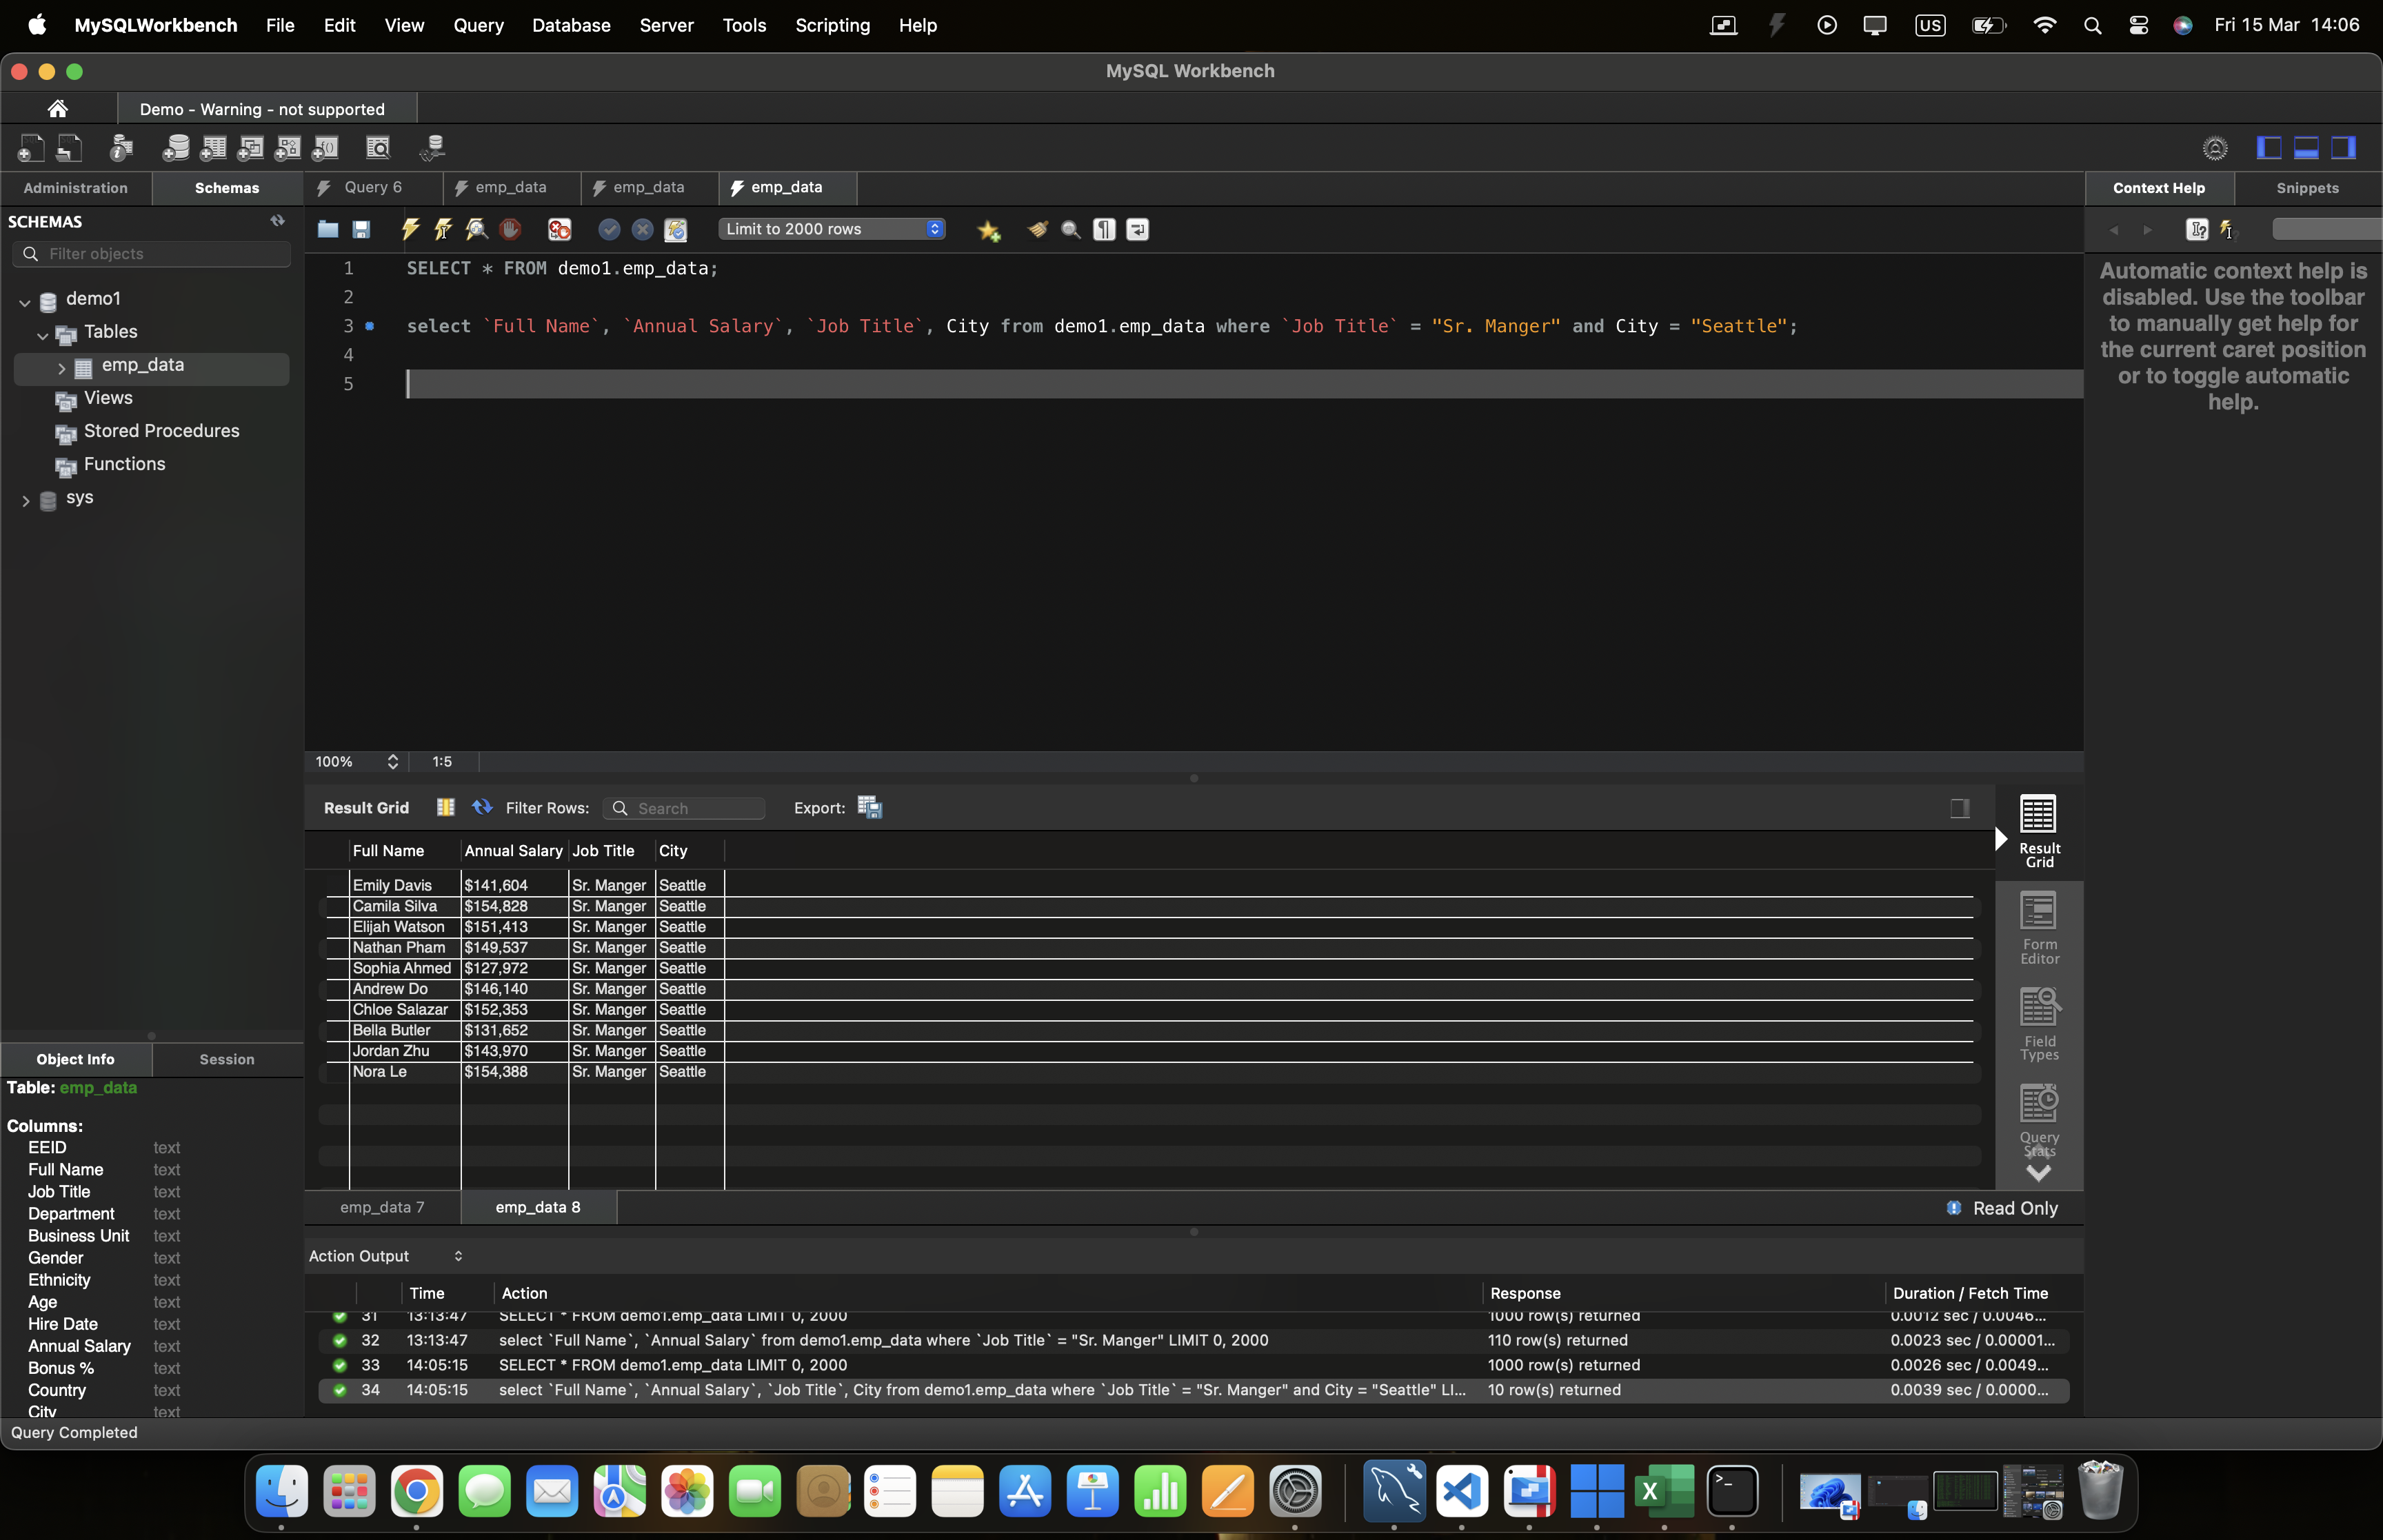 MySQLWorkbench File Edit View Query Database Server Tools Scripting Help US Fri 15 Mar 14:06
MySQL Workbench
Demo - Warning - not supported
Administration Schemas
Query 6 emp_data emp_data emp_data
Context Help Snippets
SCHEMAS
Filter objects
demo1
Tables
emp_data
Views
Stored Procedures
Functions
sys
Limit to 2000 rows
1 SELECT * FROM demo1.emp_data;
2
3 select `Full Name`, `Annual Salary`, `Job Title`, City from demo1.emp_data where `Job Title` = "Sr. Manger" and City = "Seattle";
4
5
Automatic context help is
disabled. Use the toolbar
to manually get help for
the current caret position
or to toggle automatic
help.
100% 1:5
Result Grid Filter Rows: Search Export:
Full Name Annual Salary Job Title City
Emily Davis $141,604 Sr. Manger Seattle
Camila Silva $154,828 Sr. Manger Seattle
Elijah Watson $151,413 Sr. Manger Seattle
Nathan Pham $149,537 Sr. Manger Seattle
Sophia Ahmed $127,972 Sr. Manger Seattle
Andrew Do $146,140 Sr. Manger Seattle
Chloe Salazar $152,353 Sr. Manger Seattle
Bella Butler $131,652 Sr. Manger Seattle
Jordan Zhu $143,970 Sr. Manger Seattle
Nora Le $154,388 Sr. Manger Seattle
Result
Grid
Form
Editor
Field
Types
Query
Stats
emp_data 7 emp_data 8 Read Only
Object Info Session
Table: emp_data
Columns:
EEID text
Full Name text
Job Title text
Department text
Business Unit text
Gender text
Ethnicity text
Age text
Hire Date text
Annual Salary text
Bonus % text
Country text
City text
Action Output
Time Action Response Duration / Fetch Time
31 13:13:47 SELECT * FROM demo1.emp_data LIMIT 0, 2000 1000 row(s) returned 0.0012 sec / 0.0046...
32 13:13:47 select `Full Name`, `Annual Salary` from demo1.emp_data where `Job Title` = "Sr. Manger" LIMIT 0, 2000 110 row(s) returned 0.0023 sec / 0.00001...
33 14:05:15 SELECT * FROM demo1.emp_data LIMIT 0, 2000 1000 row(s) returned 0.0026 sec / 0.0049...
34 14:05:15 select `Full Name`, `Annual Salary`, `Job Title`, City from demo1.emp_data where `Job Title` = "Sr. Manger" and City = "Seattle" LI... 10 row(s) returned 0.0039 sec / 0.0000...
Query Completed